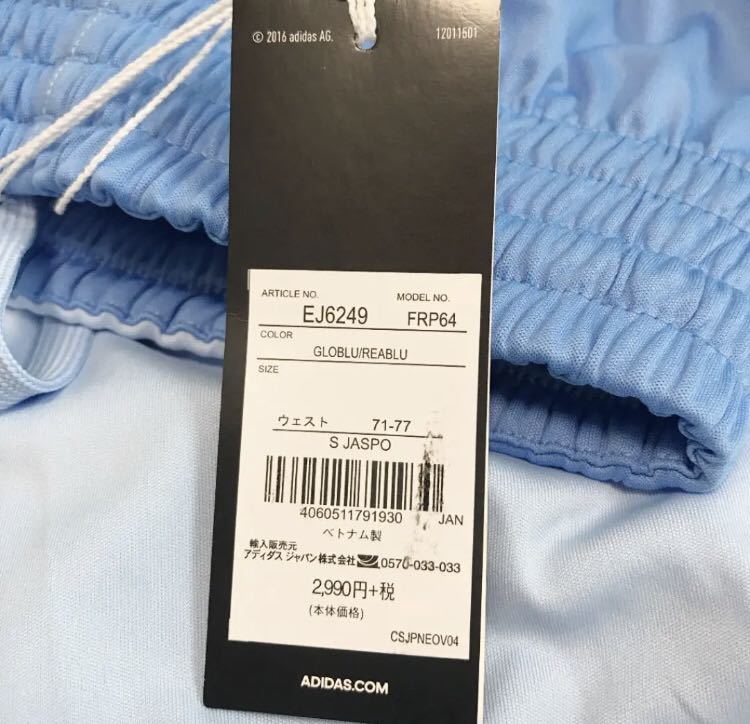 © 2016 adidas AG. 12011601
ARTICLE NO. MODEL NO.
EJ6249 FRP64
COLOR
GLOBLU/REABLU
SIZE
ウェスト 71-77
S JASPO
4060511791930 JAN
ベトナム製
輸入販売元
アディダス ジャパン株式会社 0570-033-033
2,990円+税
(本体価格)
CSJPNEOV04
ADIDAS.COM